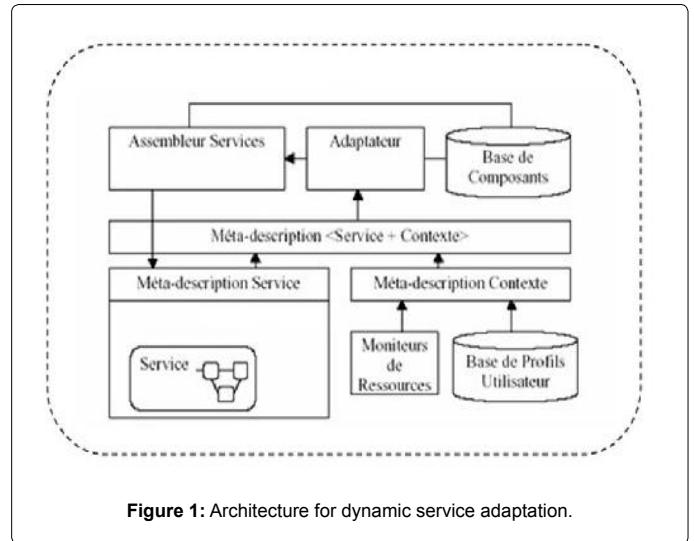 Assembleur Services
Adaptateur
Base de
Composants
Méta-description <Service + Contexte>
Méta-description Service
Méta-description Contexte
Service
Moniteurs
de
Ressources
Base de Profils
Utilisateur
Figure 1: Architecture for dynamic service adaptation.